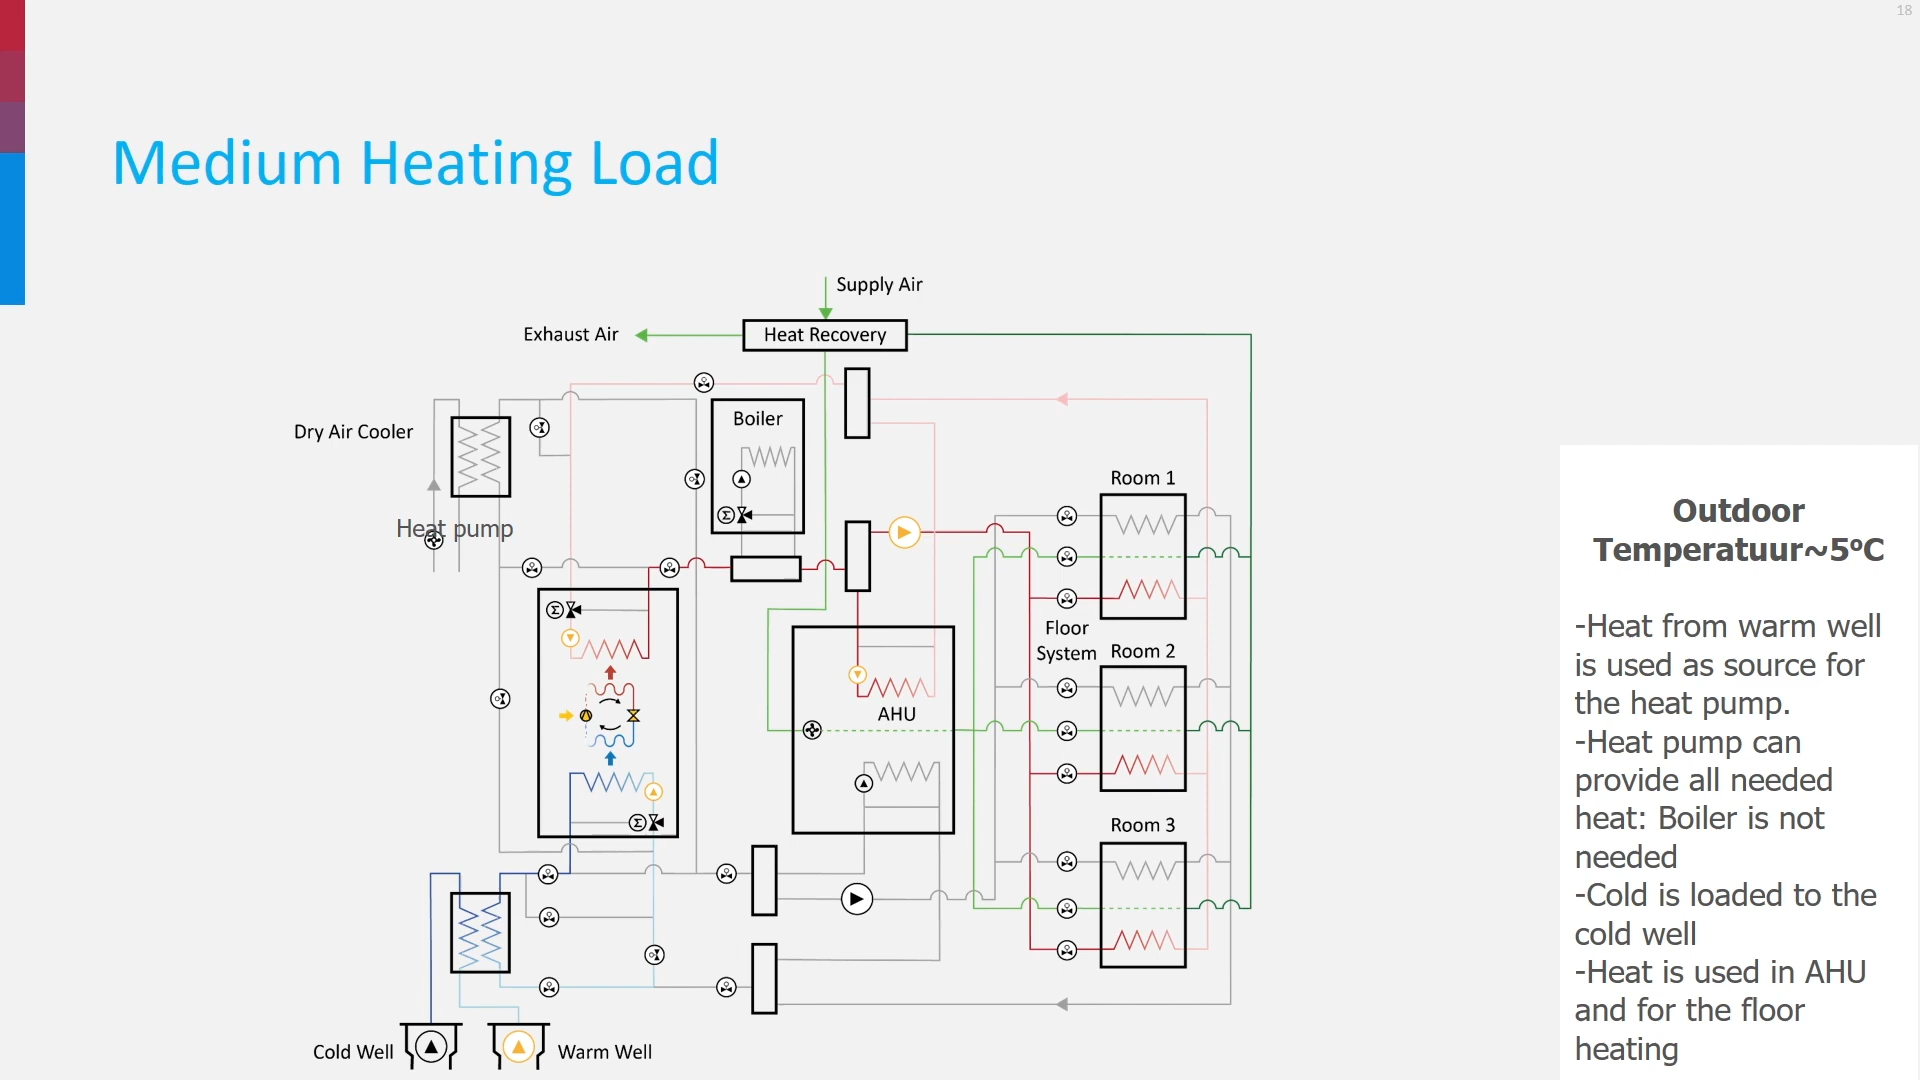 18
Medium Heating Load
Supply Air
Exhaust Air
Heat Recovery
Boiler
Dry Air Cooler
Room 1
Heat pump
Floor
System
Room 2
AHU
Room 3
Cold Well
Warm Well
Σ
Σ
Σ
Outdoor
Temperatuur~5ºC
-Heat from warm well
is used as source for
the heat pump.
-Heat pump can
provide all needed
heat: Boiler is not
needed
-Cold is loaded to the
cold well
-Heat is used in AHU
and for the floor
heating